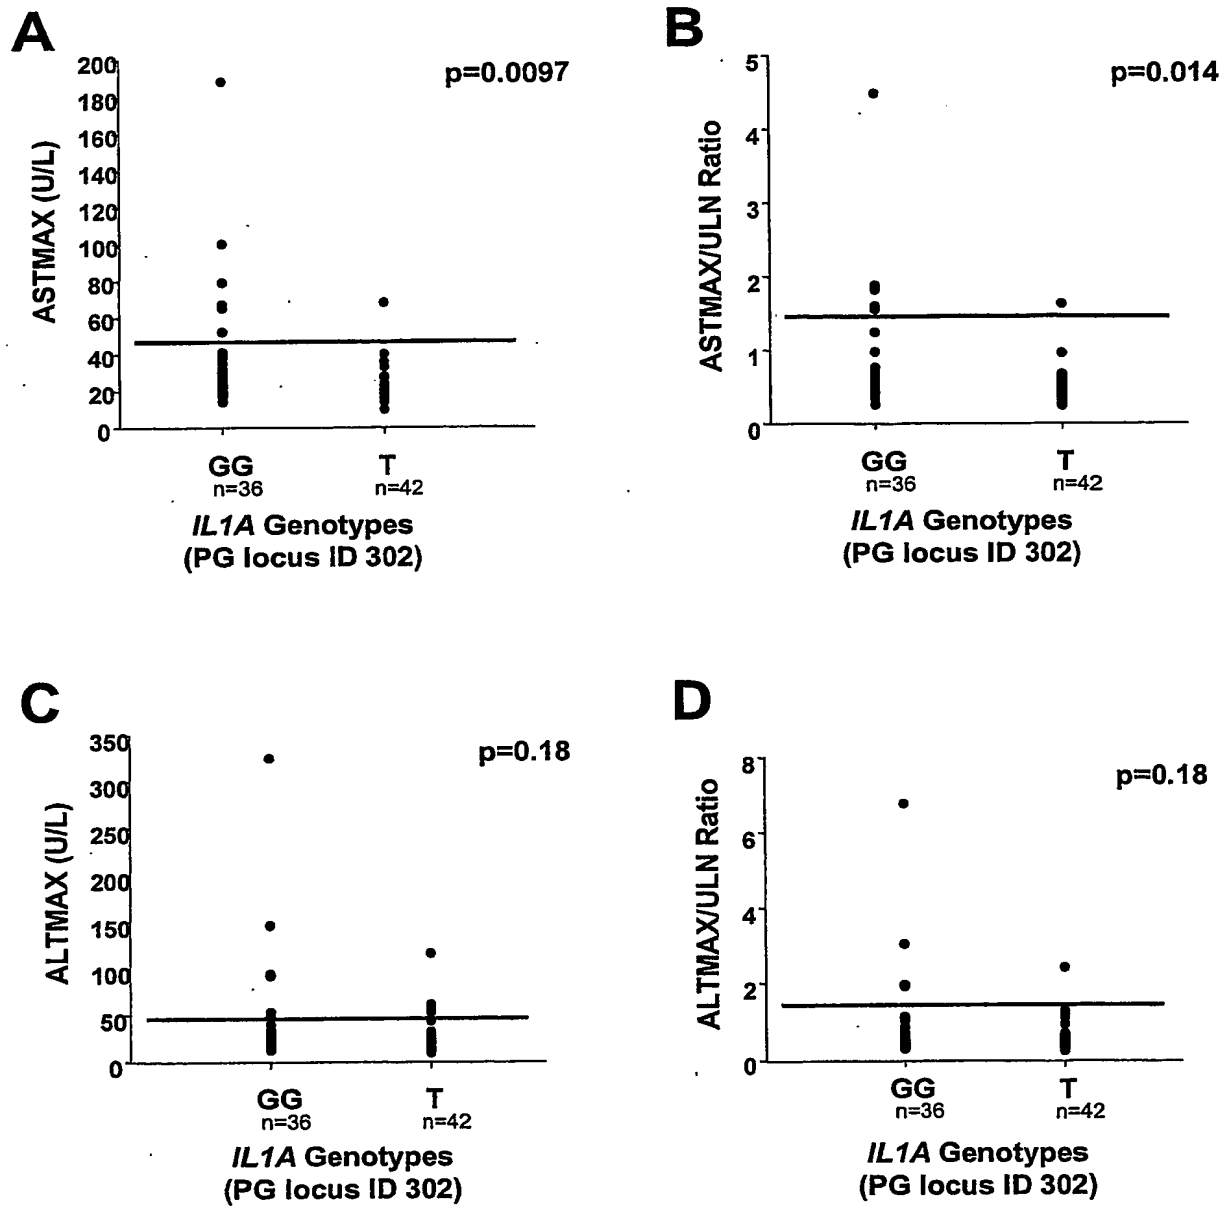 A
p=0.0097
200
180
160
140
120
100
80
60
40
20
0
ASTMAX (U/L)
GG
T
n=36
n=42
IL1A Genotypes
(PG locus ID 302)
B
p=0.014
5
4
3
2
1
0
ASTMAX/ULN Ratio
GG
T
n=36
n=42
IL1A Genotypes
(PG locus ID 302)
C
p=0.18
350
300
250
200
150
100
50
0
ALTMAX (U/L)
GG
T
n=36
n=42
IL1A Genotypes
(PG locus ID 302)
D
p=0.18
8
6
4
2
0
ALTMAX/ULN Ratio
GG
T
n=36
n=42
IL1A Genotypes
(PG locus ID 302)